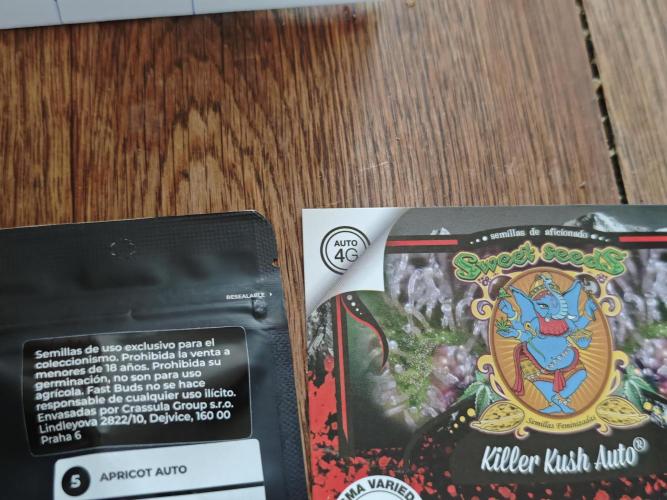 RESEALABLE
Semillas de uso exclusivo para el
coleccionismo. Prohibida la venta a
menores de 18 años. Prohibida su
germinación, no son para uso
agrícola. Fast Buds no se hace
responsable de cualquier uso ilícito.
Envasadas por Crassula Group s.r.o.
Lindleyova 2822/10, Dejvice, 160 00
Praha 6
5 APRICOT AUTO
AUTO
4G
semillas de aficionado
Sweet seeds
Semillas Feminizadas
Killer Kush Auto®
MA VARIED